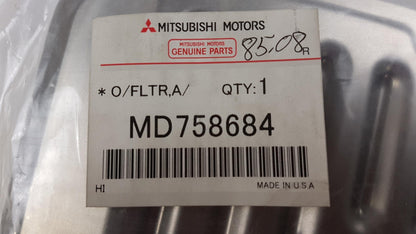 MITSUBISHI MOTORS
MITSUBISHI MOTORS
GENUINE PARTS
85.08 R
* O/FLTR,A/ QTY:1
MD758684
HI MADE IN U.S.A